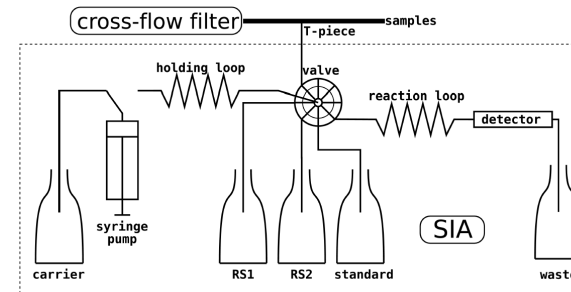 cross-flow filter
samples
T-piece
holding loop
valve
reaction loop
detector
syringe
pump
SIA
carrier
RS1
RS2
standard